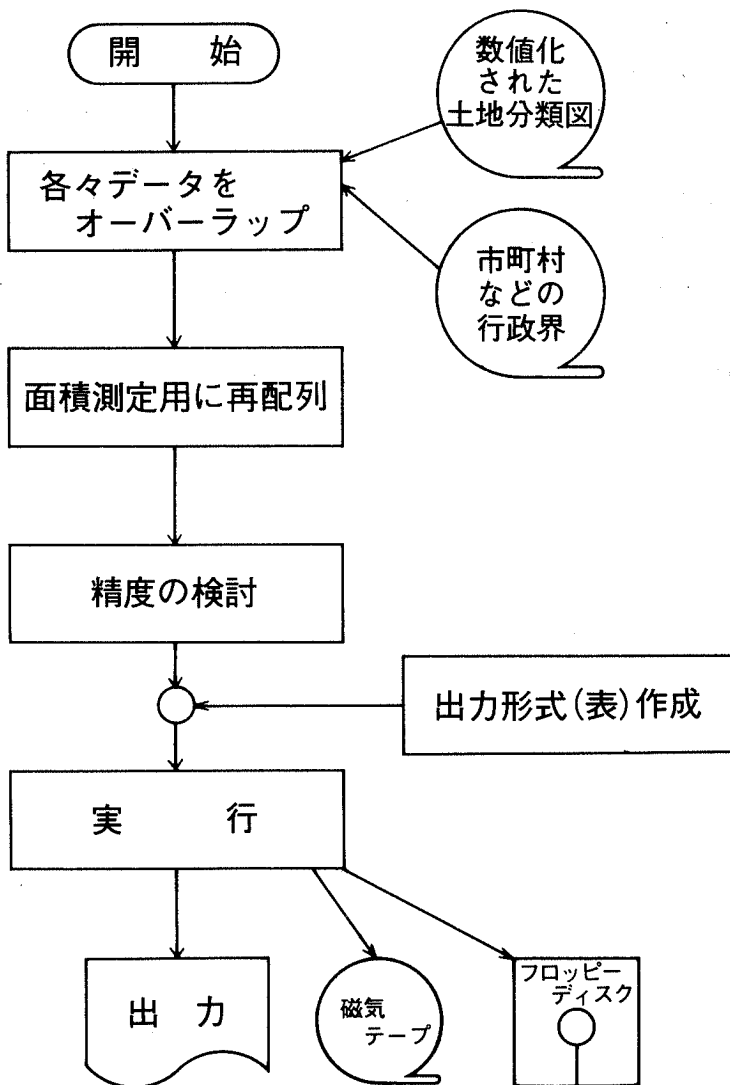 開　始
数値化
された
土地分類図
各々データを
オーバーラップ
市町村
などの
行政界
面積測定用に再配列
精度の検討
出力形式(表)作成
実　行
出　力
磁気
テープ
フロッピー
ディスク